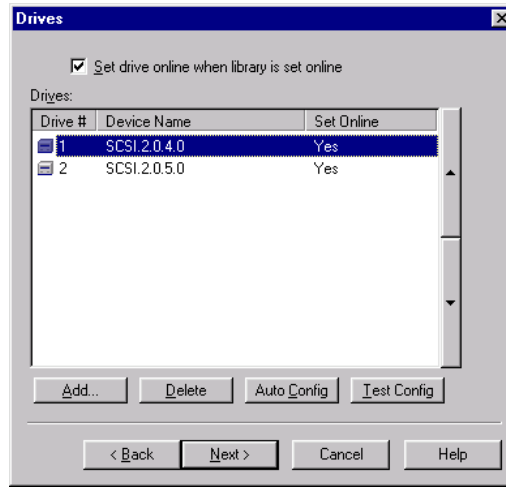 Drives
Set drive online when library is set online
Drives:
Drive # Device Name Set Online
1 SCSI.2.0.4.0 Yes
2 SCSI.2.0.5.0 Yes
Add... Delete Auto Config Test Config
< Back Next > Cancel Help